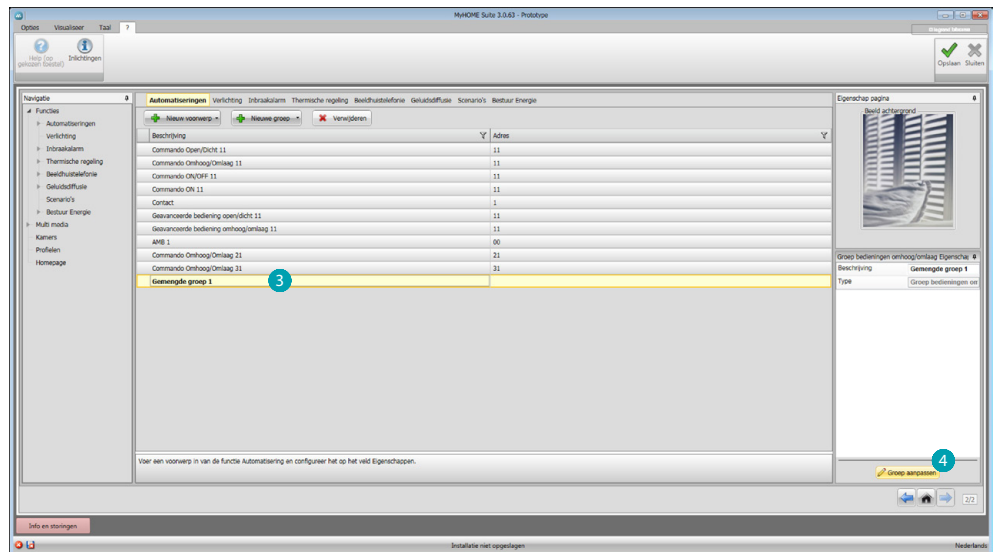 MyHOME Suite 3.0.63 - Prototype
Opties Visualiseer Taal ?
Help (op gekozen toestel)
Inlichtingen
Opslaan Sluiten
Navigatie
Functies
Automatiseringen
Verlichting
Inbraakalarm
Thermische regeling
Beeldhuistelefonie
Geluidsdiffusie
Scenario's
Bestuur Energie
Multi media
Kamers
Profielen
Homepage
Automatiseringen Verlichting Inbraakalarm Thermische regeling Beeldhuistelefonie Geluidsdiffusie Scenario's Bestuur Energie
Nieuw voorwerp Nieuwe groep Verwijderen
Beschrijving Adres
Commando Open/Dicht 11 11
Commando Omhoog/Omlaag 11 11
Commando ON/OFF 11 11
Commando ON 11 11
Contact 1
Geavanceerde bediening open/dicht 11 11
Geavanceerde bediening omhoog/omlaag 11 11
AMB 1 00
Commando Omhoog/Omlaag 21 21
Commando Omhoog/Omlaag 31 31
Gemengde groep 1
3
Voer een voorwerp in van de functie Automatisering en configureer het op het veld Eigenschappen.
Eigenschap pagina
Beeld achtergrond
Groep bedieningen omhoog/omlaag Eigenschap
Beschrijving Gemengde groep 1
Type Groep bedieningen om
4
Groep aanpassen
2/2
Info en storingen
Installatie niet opgeslagen
Nederlands